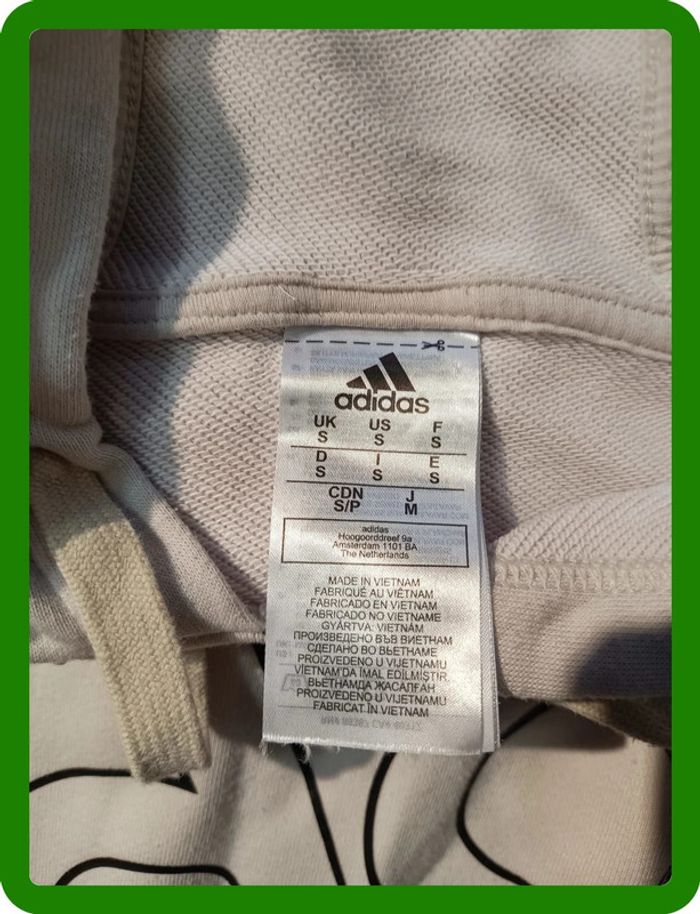 adidas
UK US F
S S S
D I E
S S S
CDN J
S/P M
adidas
Hoogoorddreef 9a
Amsterdam 1101 BA
The Netherlands
MADE IN VIETNAM
FABRIQUÉ AU VIÊTNAM
FABRICADO EN VIETNAM
FABRICADO NO VIETNAME
GYÁRTVA: VIETNÁM
ПРОИЗВЕДЕНО ВЪВ ВИЕТНАМ
СДЕЛАНО ВО ВЬЕТНАМЕ
PROIZVEDENO U VIJETNAMU
VIETNAM'DA İMAL EDİLMİŞTİR.
ВЬЕТНАМДА ЖАСАЛҒАН
PROIZVEDENO U VIJETNAMU
FABRICAT ÎN VIETNAM